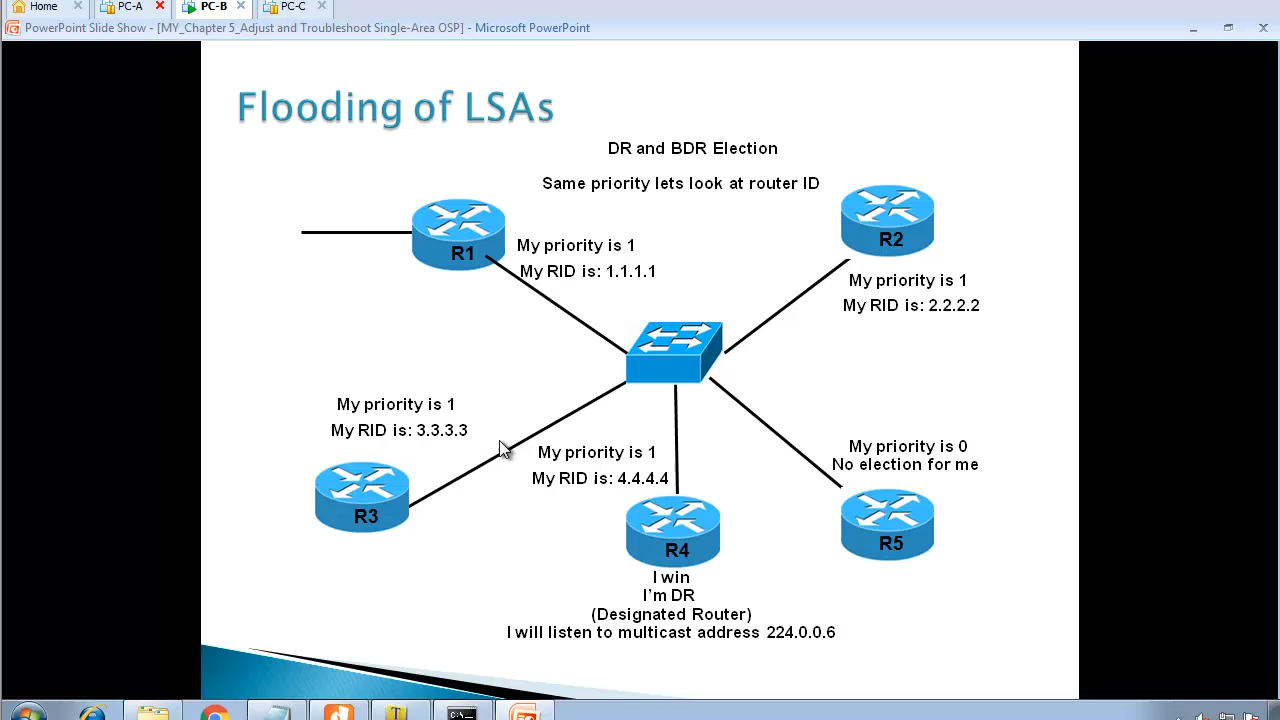 Home
PC-A
PC-B
PC-C
PowerPoint Slide Show - [MY_Chapter 5_Adjust and Troubleshoot Single-Area OSP] - Microsoft PowerPoint
Flooding of LSAs
DR and BDR Election
Same priority lets look at router ID
R1
My priority is 1
My RID is: 1.1.1.1
R2
My priority is 1
My RID is: 2.2.2.2
My priority is 1
My RID is: 3.3.3.3
R3
My priority is 1
My RID is: 4.4.4.4
R4
I win
I'm DR
(Designated Router)
I will listen to multicast address 224.0.0.6
My priority is 0
No election for me
R5